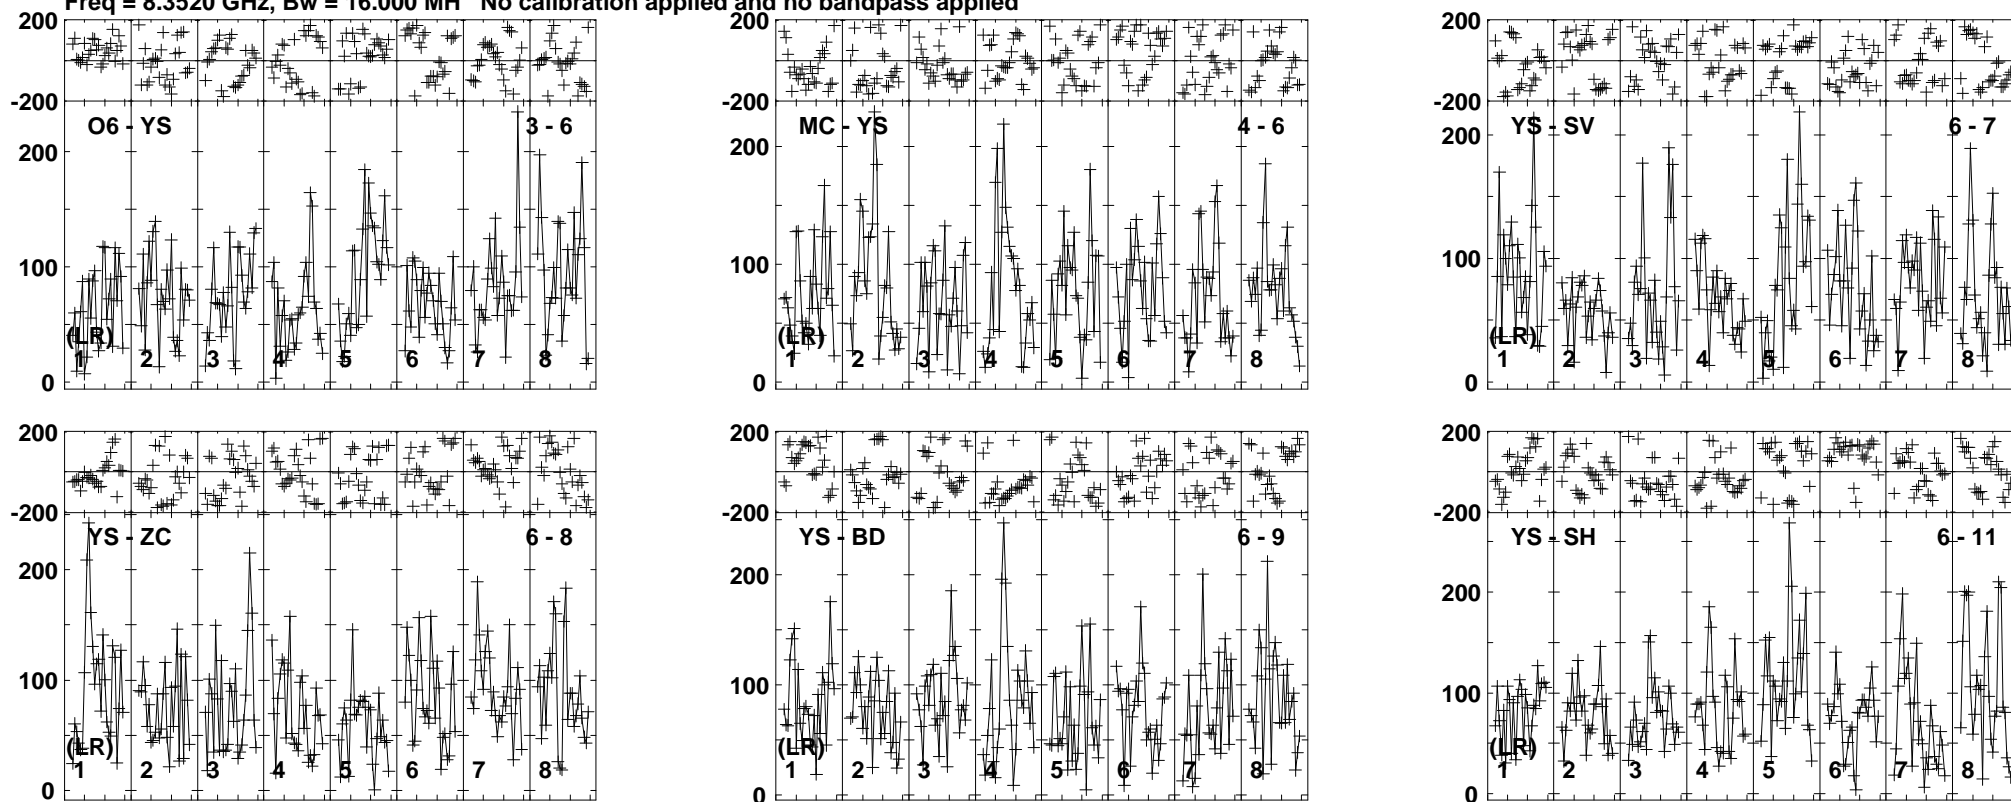 Freq = 8.3520 GHz, Bw = 16.000 MH No calibration applied and no bandpass applied
200 200 200
-200 -200 -200
O6 - YS 3 - 6 MC - YS 4 - 6 YS - SV 6 - 7
200 200 200
100 100 100
(LR) (LR) (LR)
1 2 3 4 5 6 7 8 1 2 3 4 5 6 7 8 1 2 3 4 5 6 7 8
0 0 0
200 200 200
-200 -200 -200
YS - ZC 6 - 8 YS - BD 6 - 9 YS - SH 6 - 11
200 200 200
100 100 100
(LR) (LR) (LR)
1 2 3 4 5 6 7 8 1 2 3 4 5 6 7 8 1 2 3 4 5 6 7 8
0 0 0